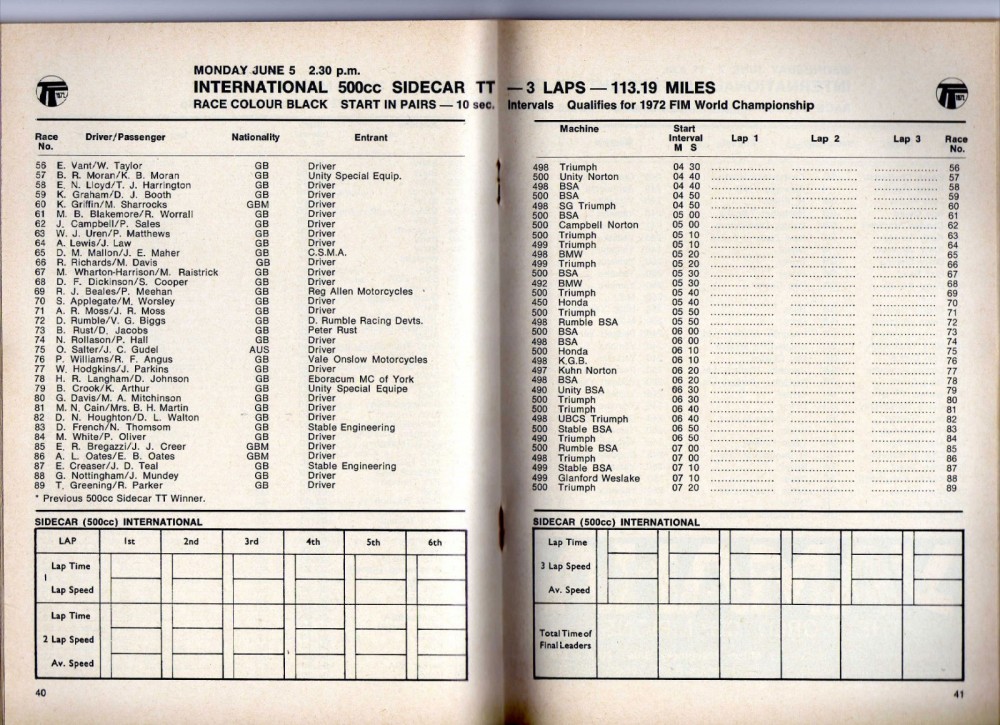 MONDAY JUNE 5 2.30 p.m.
INTERNATIONAL 500cc SIDECAR TT — 3 LAPS — 113.19 MILES
RACE COLOUR BLACK START IN PAIRS — 10 sec. Intervals Qualifies for 1972 FIM World Championship
Race No. Driver/Passenger Nationality Entrant
56 E. Vant/W. Taylor GB Driver
57 B. R. Moran/K. B. Moran GB Unity Special Equip.
58 E. N. Lloyd/T. J. Harrington GB Driver
59 K. Graham/D. J. Booth GB Driver
60 K. Griffin/M. Sharrocks GBM Driver
61 M. B. Blakemore/R. Worrall GB Driver
62 J. Campbell/P. Sales GB Driver
63 W. J. Uren/P. Matthews GB Driver
64 A. Lewis/J. Law GB Driver
65 D. M. Mallon/J. E. Maher GB C.S.M.A.
66 R. Richards/M. Davis GB Driver
67 M. Wharton-Harrison/M. Raistrick GB Driver
68 D. F. Dickinson/S. Cooper GB Driver
69 R. J. Beales/P. Meehan GB Reg Allen Motorcycles
70 S. Applegate/M. Worsley GB Driver
71 A. R. Moss/J. R. Moss GB Driver
72 D. Rumble/V. G. Biggs GB D. Rumble Racing Devts.
73 B. Rust/D. Jacobs GB Peter Rust
74 N. Rollason/P. Hall GB Driver
75 O. Salter/J. C. Gudel AUS Driver
76 P. Williams/R. F. Angus GB Vale Onslow Motorcycles
77 W. Hodgkins/J. Parkins GB Driver
78 H. R. Langham/D. Johnson GB Eboracum MC of York
79 B. Crook/K. Arthur GB Unity Special Equipe
80 G. Davis/M. A. Mitchinson GB Driver
81 M. N. Cain/Mrs. B. H. Martin GB Driver
82 D. N. Houghton/D. L. Walton GB Driver
83 D. French/N. Thomsom GB Stable Engineering
84 M. White/P. Oliver GB Driver
85 E. R. Bregazzi/J. J. Creer GBM Driver
86 A. L. Oates/E. B. Oates GBM Driver
87 E. Creaser/J. D. Teal GB Stable Engineering
88 G. Nottingham/J. Mundey GB Driver
89 T. Greening/R. Parker GB Driver
* Previous 500cc Sidecar TT Winner.
SIDECAR (500cc) INTERNATIONAL
LAP 1st 2nd 3rd 4th 5th 6th
Lap Time
1
Lap Speed
Lap Time
2 Lap Speed
Av. Speed
40
Machine Start Interval M S Lap 1 Lap 2 Lap 3 Race No.
498 Triumph 04 30 56
500 Unity Norton 04 40 57
498 BSA 04 40 58
500 BSA 04 50 59
498 SG Triumph 04 50 60
500 BSA 05 00 61
500 Campbell Norton 05 00 62
500 Triumph 05 10 63
499 Triumph 05 10 64
498 BMW 05 20 65
499 Triumph 05 20 66
500 BSA 05 30 67
492 BMW 05 30 68
500 Triumph 05 40 69
450 Honda 05 40 70
500 Triumph 05 50 71
498 Rumble BSA 05 50 72
500 BSA 06 00 73
498 BSA 06 00 74
500 Honda 06 10 75
498 K.G.B. 06 10 76
497 Kuhn Norton 06 20 77
498 BSA 06 20 78
490 Unity BSA 06 30 79
500 Triumph 06 30 80
500 Triumph 06 40 81
498 UBCS Triumph 06 40 82
500 Stable BSA 06 50 83
490 Triumph 06 50 84
500 Rumble BSA 07 00 85
498 Triumph 07 00 86
499 Stable BSA 07 10 87
499 Glanford Weslake 07 10 88
500 Triumph 07 20 89
SIDECAR (500cc) INTERNATIONAL
Lap Time
3 Lap Speed
Av. Speed
Total Time of
Final Leaders
41